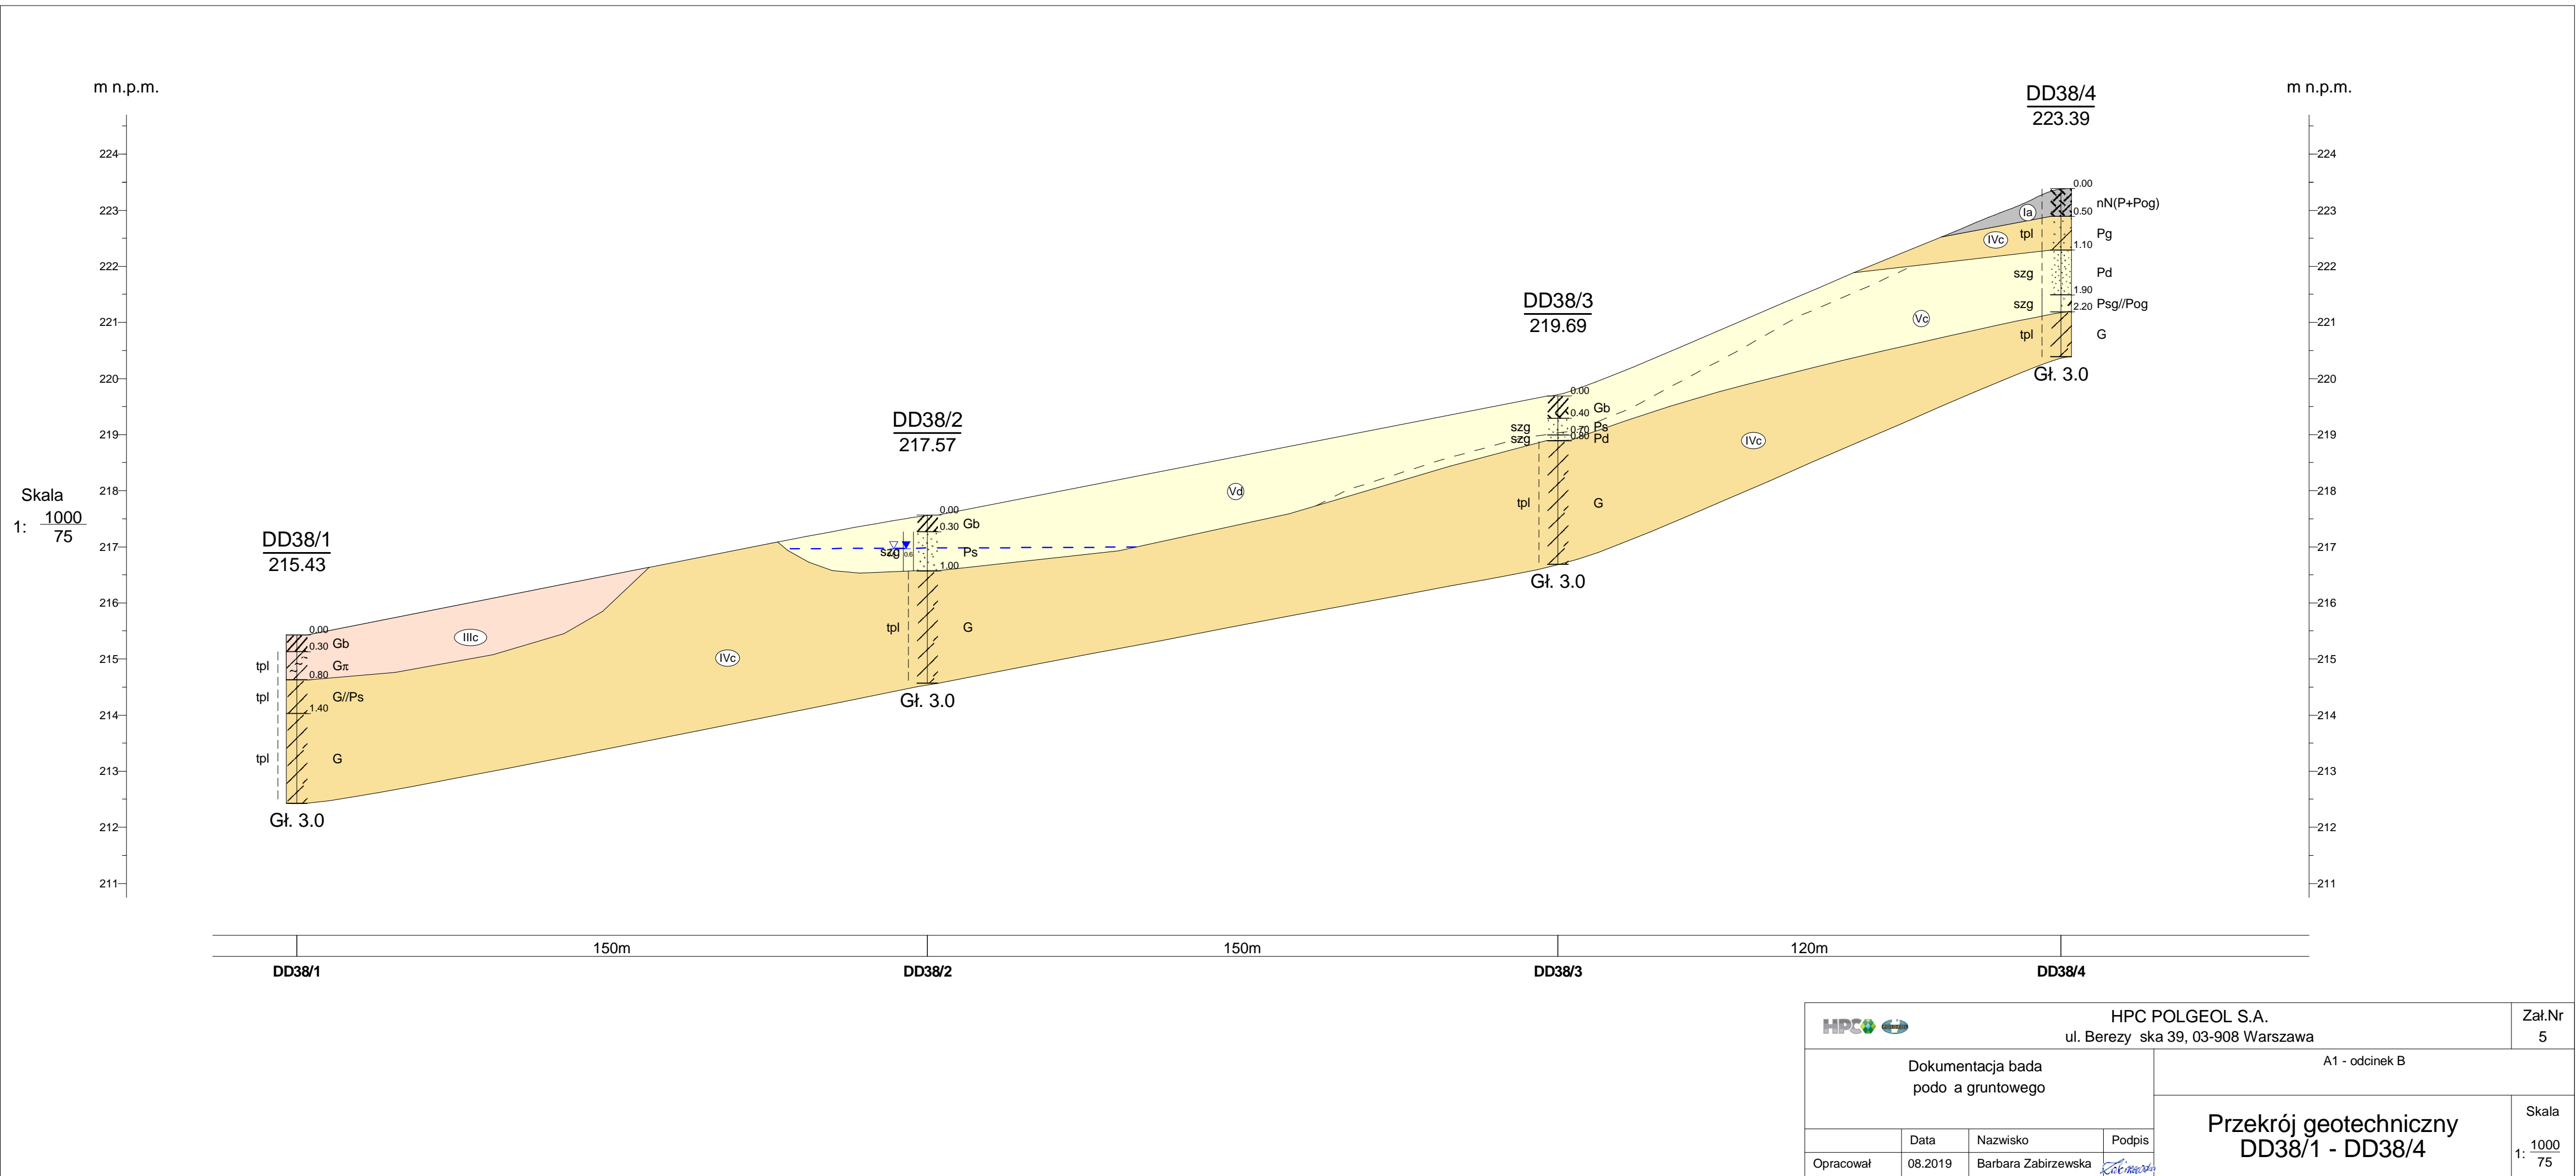 m n.p.m.
m n.p.m.
DD38/4
223.39
224
224
0.00
nN(P+Pog)
223
Ia
0.50
223
tpl
Pg
IVc
1.10
222
szg
Pd
222
1.90
DD38/3
219.69
szg
2.20
Psg//Pog
221
Vc
221
tpl
G
220
Gł. 3.0
220
0.00
DD38/2
217.57
0.40
Gb
219
szg
0.70
Ps
219
szg
0.80
Pd
IVc
Skala
1: 1000
75
218
Vd
218
tpl
G
0.00
0.30
Gb
DD38/1
215.43
217
szg
0.6
Ps
217
1.00
Gł. 3.0
216
216
0.00
tpl
G
IIIc
0.30
Gb
215
tpl
Gπ
IVc
215
0.80
tpl
G//Ps
Gł. 3.0
214
1.40
214
tpl
G
213
213
Gł. 3.0
212
212
211
211
150m
150m
120m
DD38/1
DD38/2
DD38/3
DD38/4
HPC
POLGEOL
HPC POLGEOL S.A.
ul. Berezy ska 39, 03-908 Warszawa
Zał.Nr
5
Dokumentacja bada
podo a gruntowego
A1 - odcinek B
Przekrój geotechniczny
DD38/1 - DD38/4
Skala
1: 1000
75
Data
Nazwisko
Podpis
Opracował
08.2019
Barbara Zabirzewska